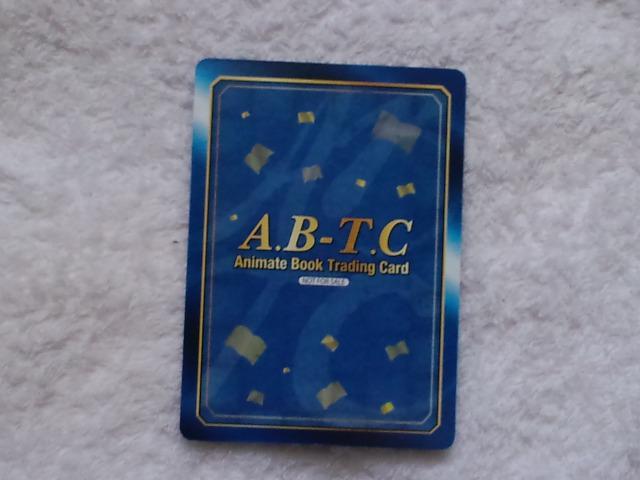 A.B-T.C
Animate Book Trading Card
NOT FOR SALE